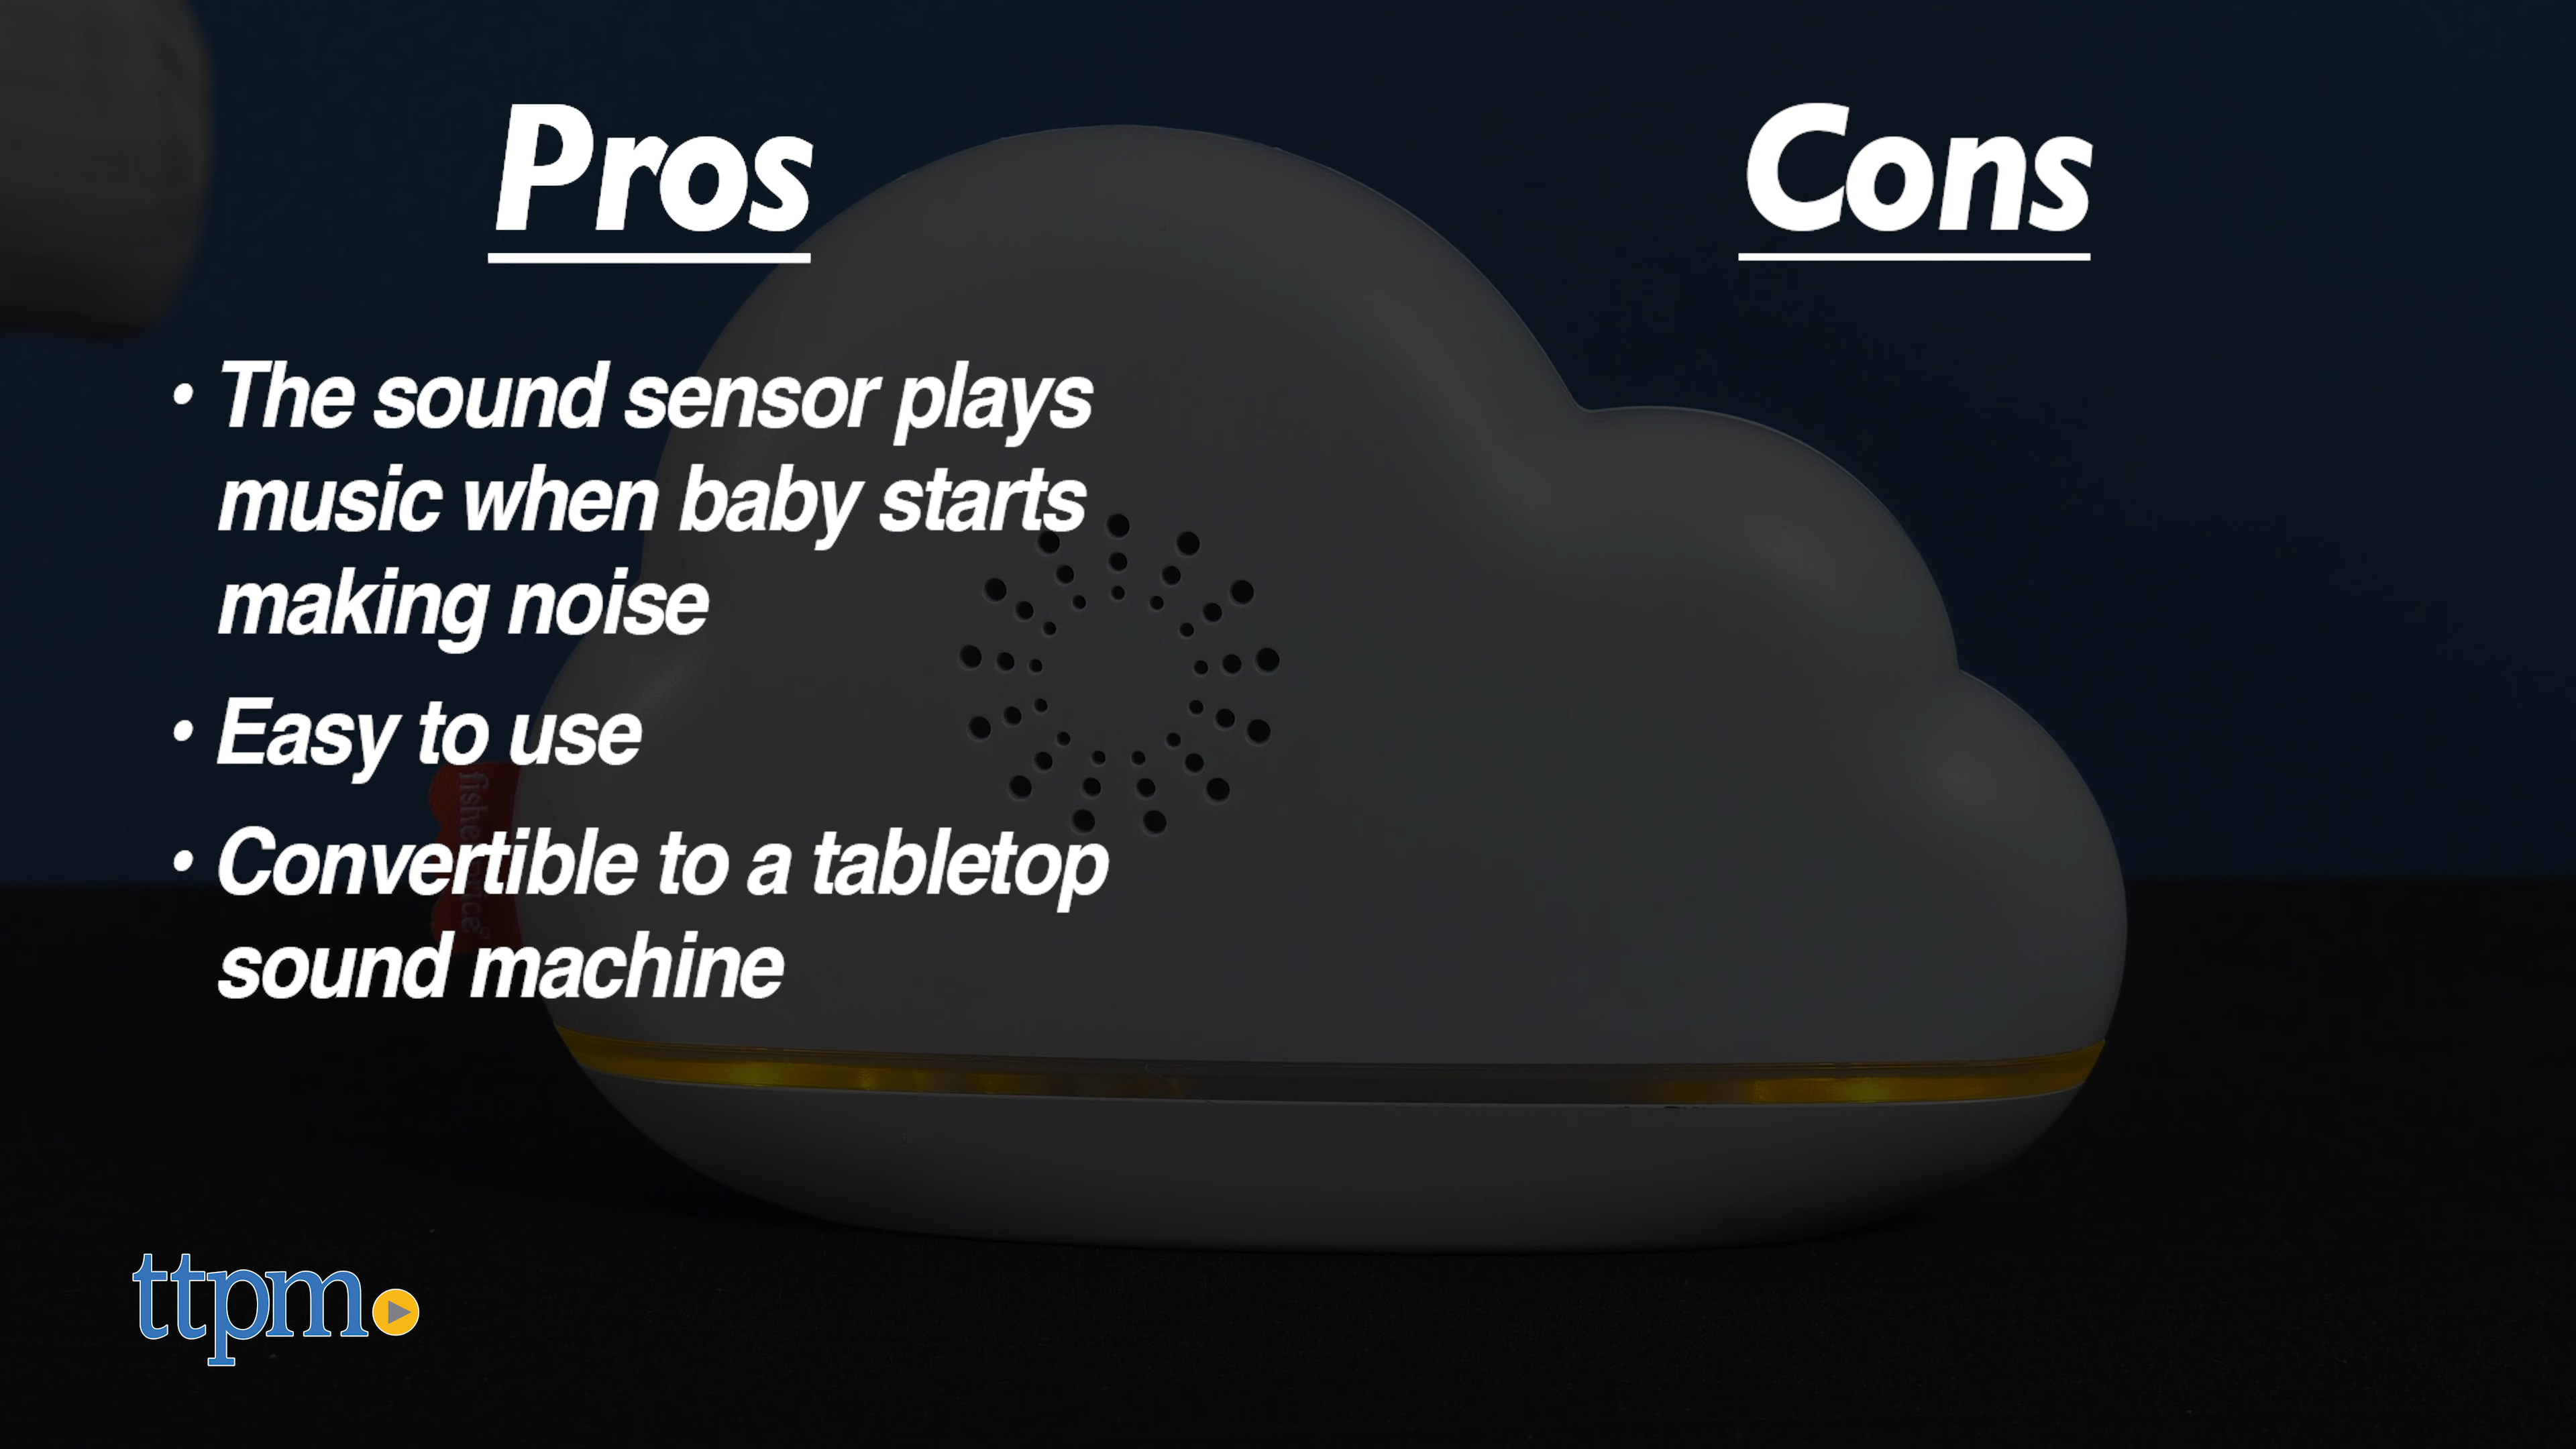 Pros
• The sound sensor plays
music when baby starts
making noise
• Easy to use
• Convertible to a tabletop
sound machine
Cons
ttpm